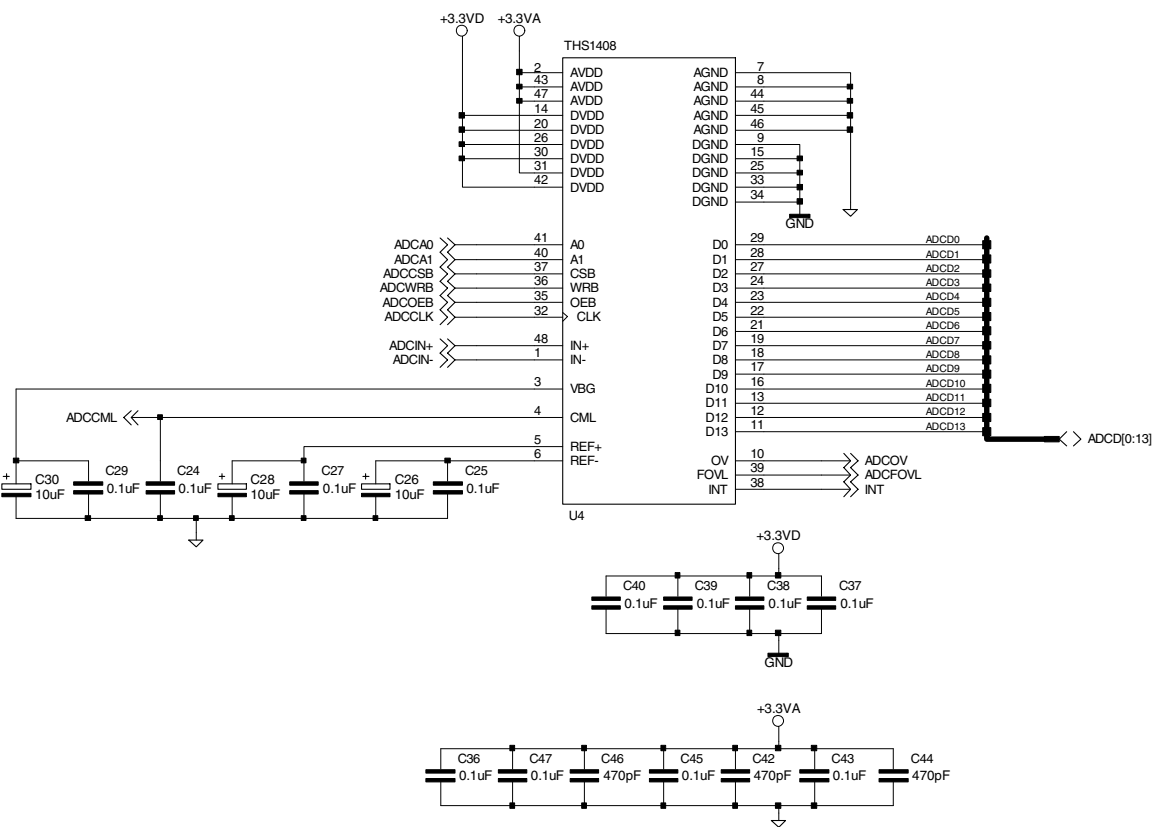 +3.3VD +3.3VA
THS1408
2 AVDD AGND 7
43 AVDD AGND 8
47 AVDD AGND 44
14 DVDD AGND 45
20 DVDD AGND 46
26 DVDD DGND 9
30 DVDD DGND 15
31 DVDD DGND 25
42 DVDD DGND 33
DGND 34
GND
ADCA0 41 A0 D0 29 ADCD0
ADCA1 40 A1 D1 28 ADCD1
ADCCSB 37 CSB D2 27 ADCD2
ADCWRB 36 WRB D3 24 ADCD3
ADCOEB 35 OEB D4 23 ADCD4
ADCCLK 32 CLK D5 22 ADCD5
D6 21 ADCD6
ADCIN+ 48 IN+ D7 19 ADCD7
ADCIN- 1 IN- D8 18 ADCD8
D9 17 ADCD9
3 VBG D10 16 ADCD10
D11 13 ADCD11
ADCCML 4 CML D12 12 ADCD12
D13 11 ADCD13
ADCD[0:13]
5 REF+
6 REF- OV 10 ADCOV
FOVL 39 ADCFOVL
INT 38 INT
+ C30 C29 C24 + C28 C27 + C26 C25
10uF 0.1uF 0.1uF 10uF 0.1uF 10uF 0.1uF
U4
+3.3VD
C40 C39 C38 C37
0.1uF 0.1uF 0.1uF 0.1uF
GND
+3.3VA
C36 C47 C46 C45 C42 C43 C44
0.1uF 0.1uF 470pF 0.1uF 470pF 0.1uF 470pF